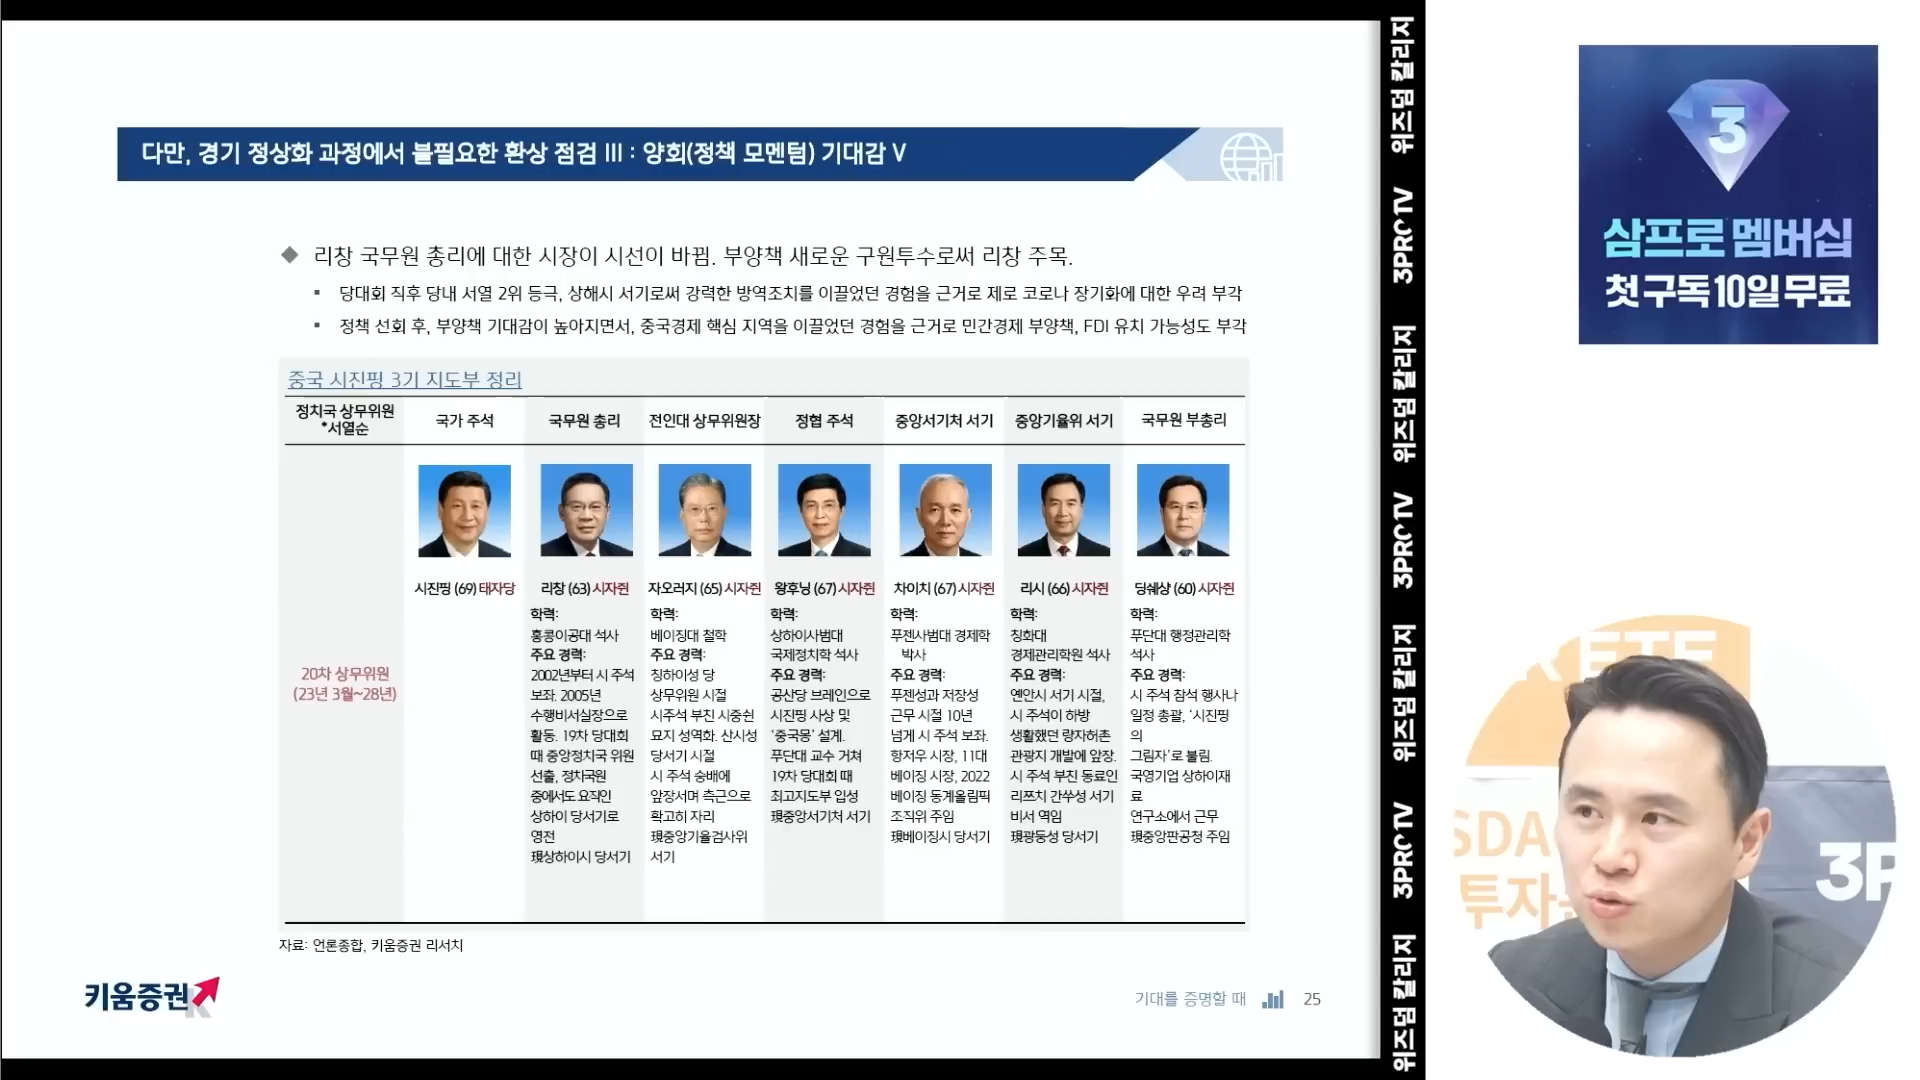 다만, 경기 정상화 과정에서 불필요한 환상 점검 III : 양회(정책 모멘텀) 기대감 V
리창 국무원 총리에 대한 시장이 시선이 바뀜. 부양책 새로운 구원투수로써 리창 주목.
당대회 직후 당내 서열 2위 등극, 상해시 서기로써 강력한 방역조치를 이끌었던 경험을 근거로 제로 코로나 장기화에 대한 우려 부각
정책 선회 후, 부양책 기대감이 높아지면서, 중국경제 핵심 지역을 이끌었던 경험을 근거로 민간경제 부양책, FDI 유치 가능성도 부각
중국 시진핑 3기 지도부 정리
정치국 상무위원
*서열순
국가 주석
국무원 총리
전인대 상무위원장
정협 주석
중앙서기처 서기
중앙기율위 서기
국무원 부총리
20차 상무위원
(23년 3월~28년)
시진핑 (69) 태자당
리창 (63) 시자쥔
학력:
홍콩이공대 석사
주요 경력:
2002년부터 시 주석
보좌. 2005년
수행비서실장으로
활동. 19차 당대회
때 중앙정치국 위원
선출, 정치국원
중에서도 요직인
상하이 당서기로
영전
現상하이시 당서기
자오러지 (65) 시자쥔
학력:
베이징대 철학
주요 경력:
칭하이성 당
상무위원 시절
시주석 부친 시중쉰
묘지 성역화. 산시성
당서기 시절
시 주석 숭배에
앞장서며 측근으로
확고히 자리
現중앙기율검사위
서기
왕후닝 (67) 시자쥔
학력:
상하이사범대
국제정치학 석사
주요 경력:
공산당 브레인으로
시진핑 사상 및
‘중국몽’ 설계.
푸단대 교수 거쳐
19차 당대회 때
최고지도부 입성
現중앙서기처 서기
차이치 (67) 시자쥔
학력:
푸젠사범대 경제학
박사
주요 경력:
푸젠성과 저장성
근무 시절 10년
넘게 시 주석 보좌.
항저우 시장, 11대
베이징 시장, 2022
베이징 동계올림픽
조직위 주임
現베이징시 당서기
리시 (66) 시자쥔
학력:
칭화대
경제관리학원 석사
주요 경력:
옌안시 서기 시절,
시 주석이 하방
생활했던 량자허촌
관광지 개발에 앞장.
시 주석 부친 동료인
리쯔치 간쑤성 서기
비서 역임
現광둥성 당서기
딩쉐샹 (60) 시자쥔
학력:
푸단대 행정관리학
석사
주요 경력:
시 주석 참석 행사나
일정 총괄, ‘시진핑
의
그림자’로 불림.
국영기업 상하이재
료
연구소에서 근무
現중앙판공청 주임
자료: 언론종합, 키움증권 리서치
키움증권
기대를 증명할 때
25
위즈덤 칼리지
3PROTV
위즈덤 칼리지
3PROTV
위즈덤 칼리지
3PROTV
위즈덤 칼리지
3
삼프로 멤버십
첫 구독 10일 무료
SDA
투자
3P